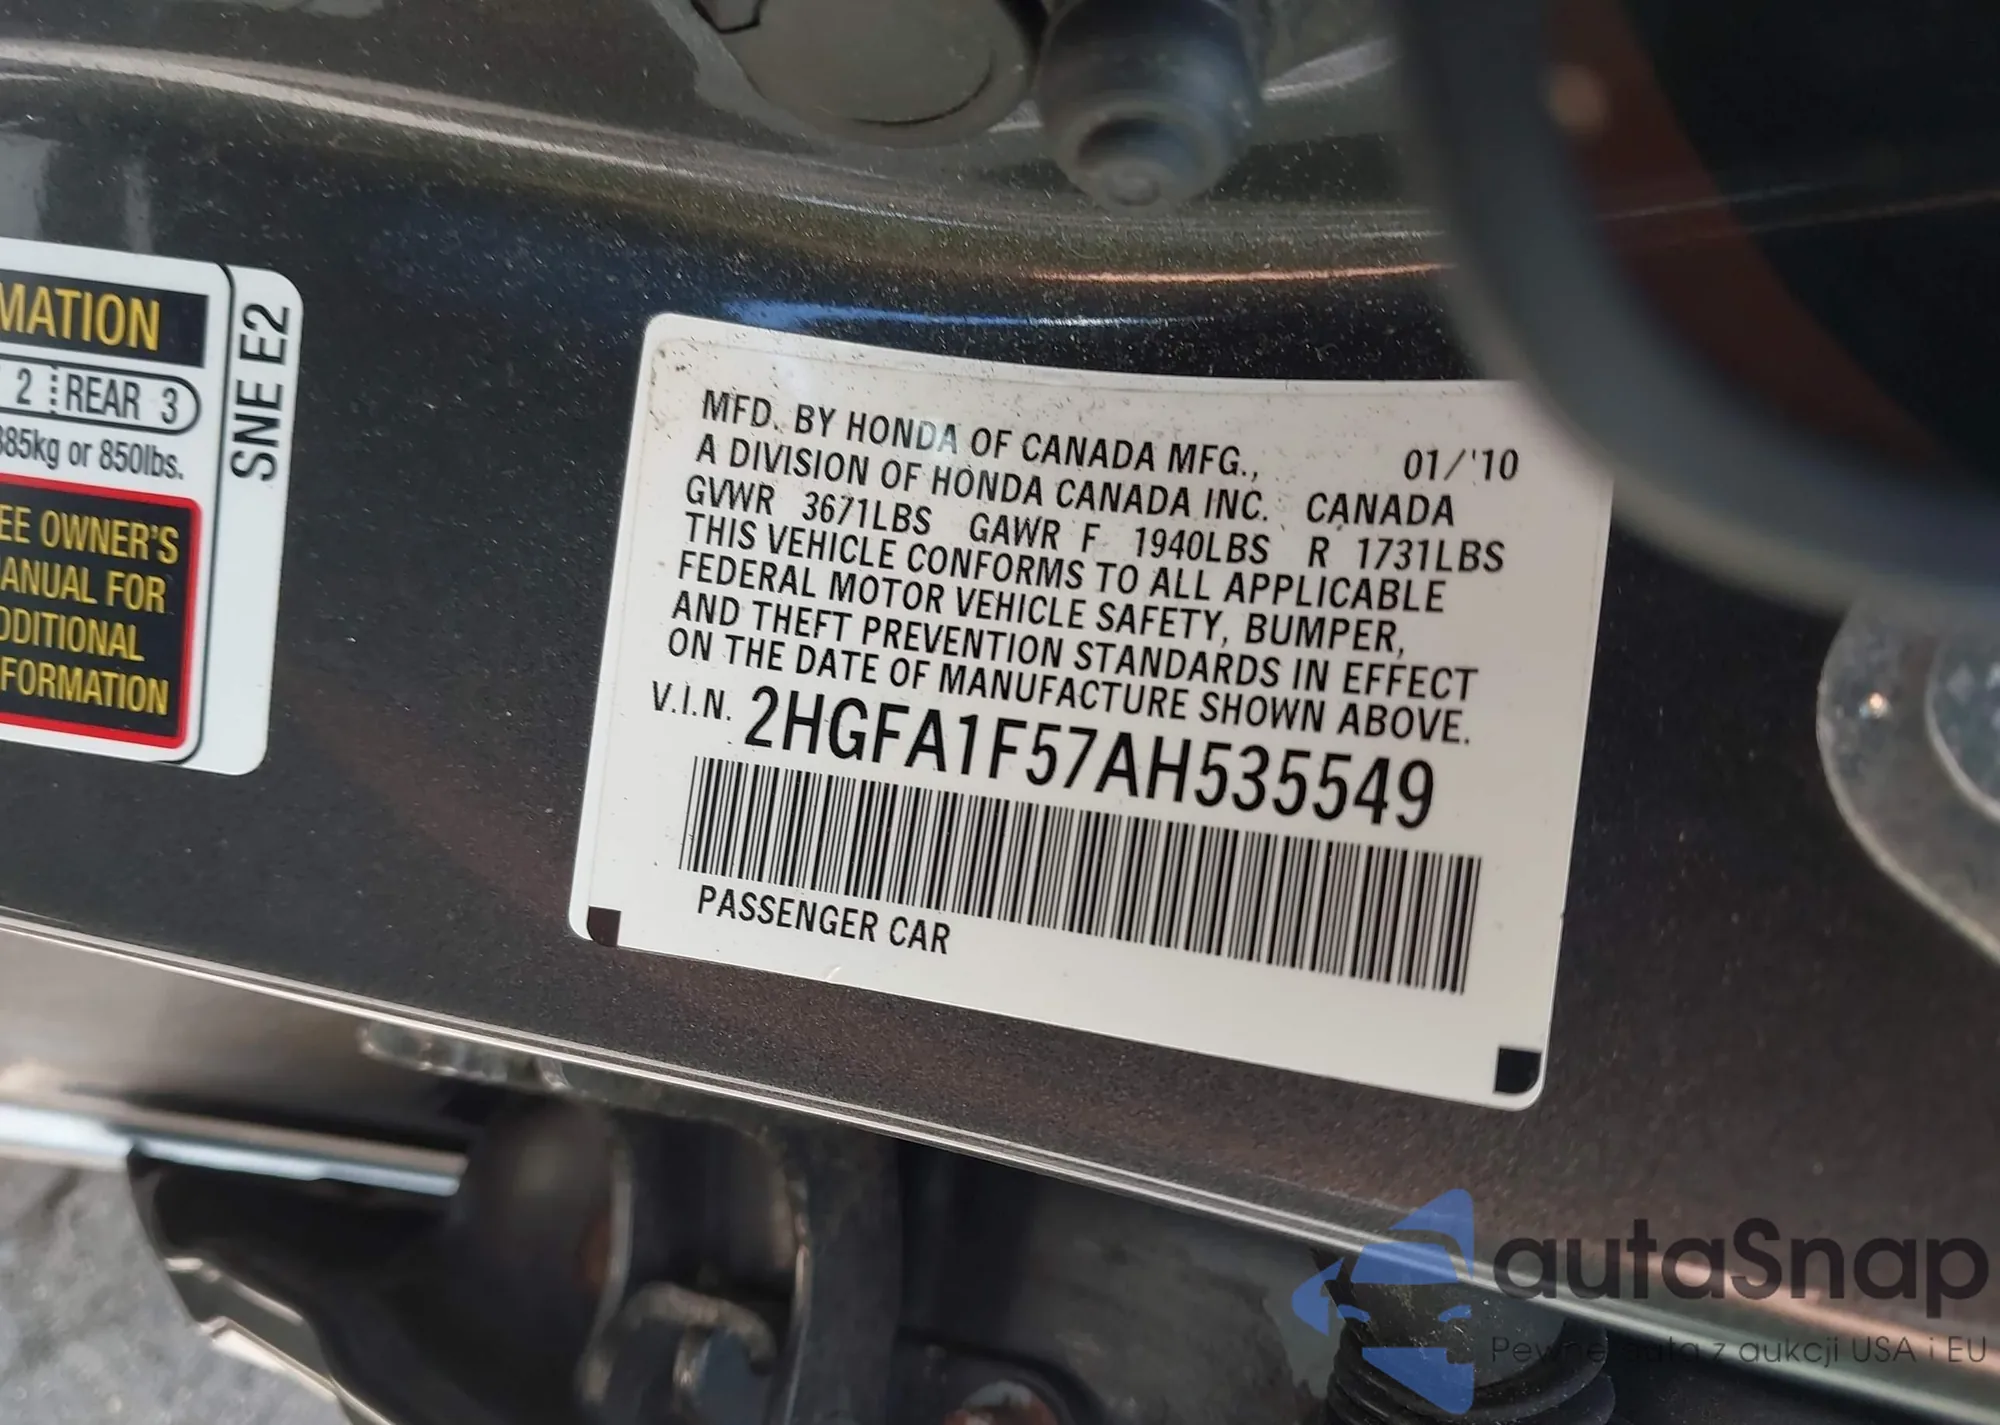 MATION
2 REAR 3
385kg or 850lbs.
EE OWNER'S
ANUAL FOR
DDITIONAL
FORMATION
SNE E2
MFD. BY HONDA OF CANADA MFG., 01/'10
A DIVISION OF HONDA CANADA INC. CANADA
GVWR 3671LBS GAWR F 1940LBS R 1731LBS
THIS VEHICLE CONFORMS TO ALL APPLICABLE
FEDERAL MOTOR VEHICLE SAFETY, BUMPER,
AND THEFT PREVENTION STANDARDS IN EFFECT
ON THE DATE OF MANUFACTURE SHOWN ABOVE.
V.I.N. 2HGFA1F57AH535549
PASSENGER CAR
autaSnap
Pewne auta z aukcji USA i EU